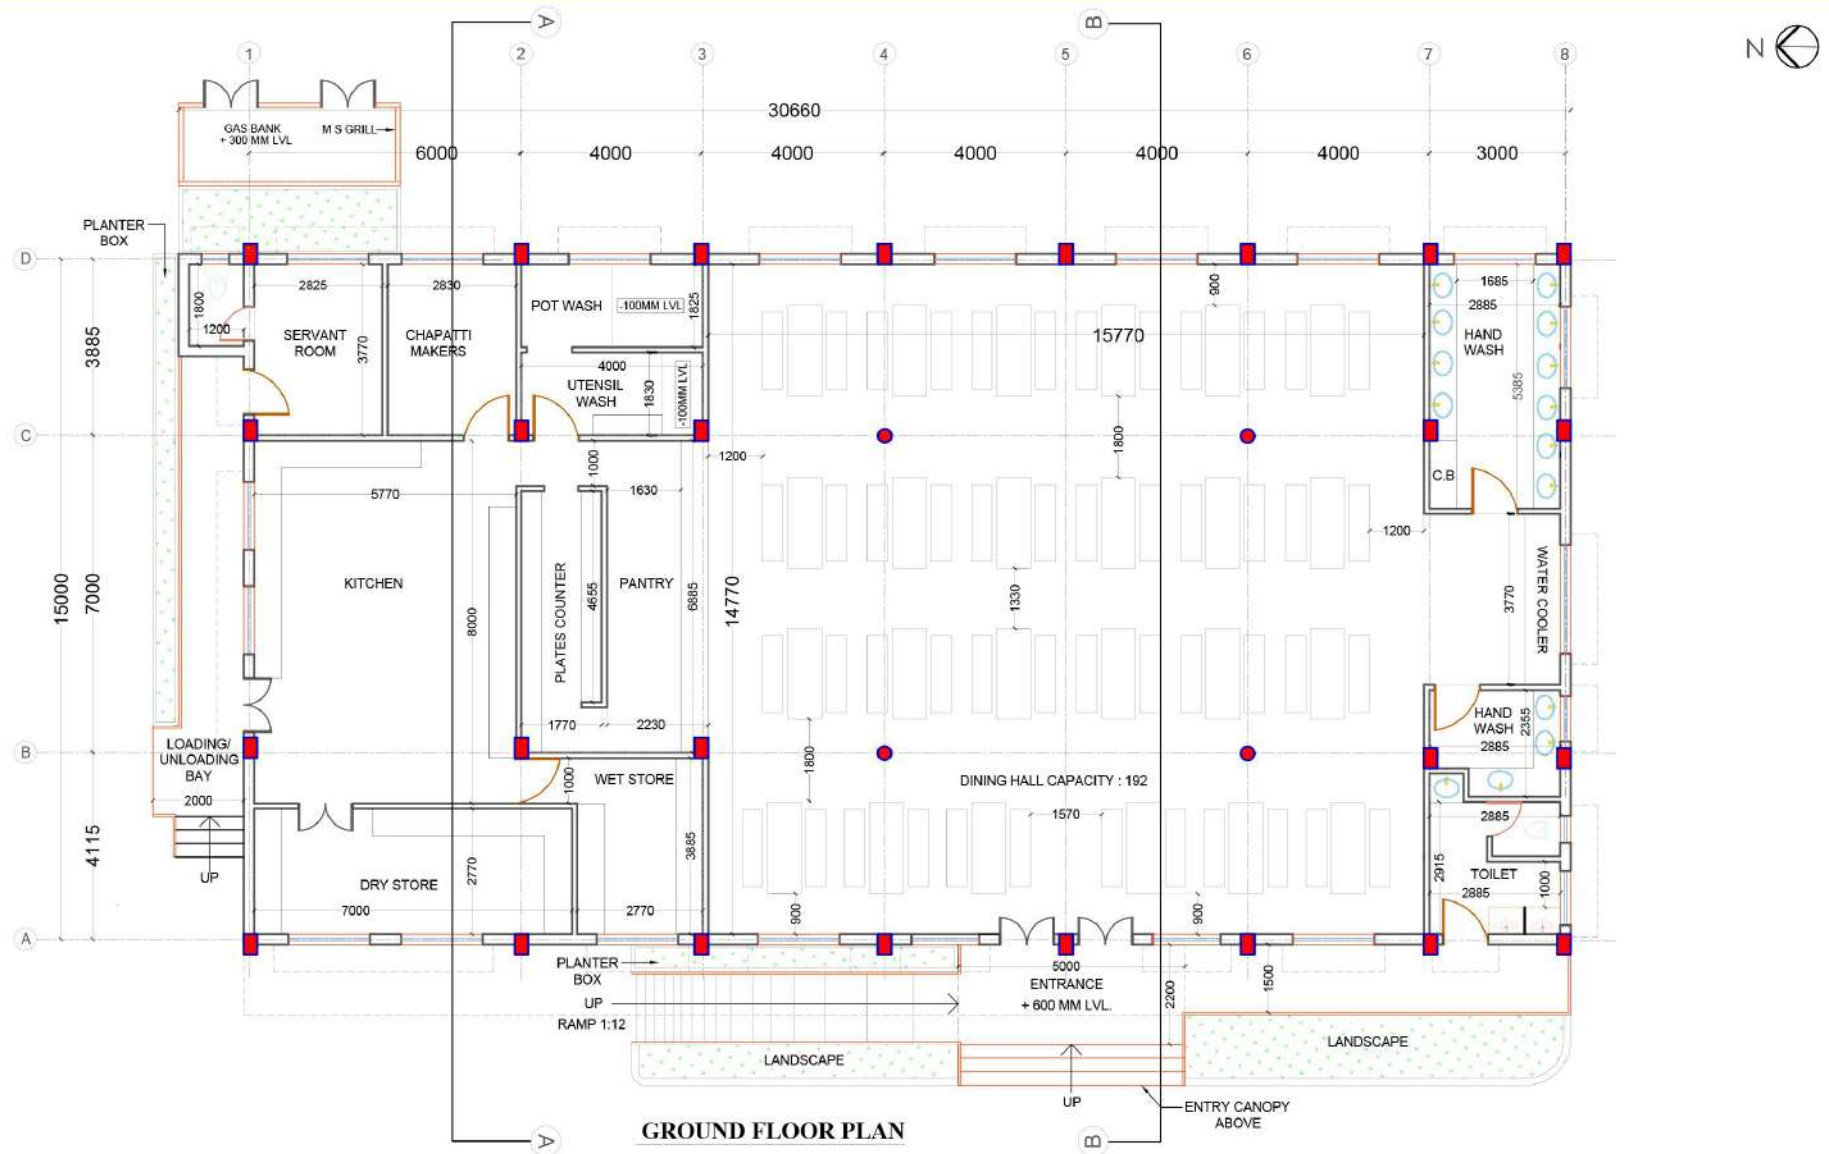 A
B
N
1
2
3
4
5
6
7
8
30660
GAS BANK
+ 300 MM LVL
M S GRILL
6000
4000
4000
4000
4000
4000
3000
PLANTER
BOX
D
2825
2830
POT WASH
-100MM LVL
1825
900
1685
2885
1800
1200
SERVANT
ROOM
3770
CHAPATTI
MAKERS
15770
HAND
WASH
3885
4000
UTENSIL
WASH
1830
-100MM LVL
5385
C
1800
1000
1200
C.B
5770
1630
1200
15000
7000
KITCHEN
8000
PLATES COUNTER
4655
PANTRY
6885
14770
1330
3770
WATER COOLER
1770
2230
HAND
WASH
2885
2355
B
LOADING/
UNLOADING
BAY
2000
1000
WET STORE
1800
DINING HALL CAPACITY : 192
1570
2885
4115
UP
DRY STORE
2770
7000
2770
3885
900
900
2915
TOILET
2885
1000
A
PLANTER
BOX
UP
RAMP 1:12
5000
ENTRANCE
+ 600 MM LVL.
2200
1500
LANDSCAPE
LANDSCAPE
UP
ENTRY CANOPY
ABOVE
GROUND FLOOR PLAN
A
B